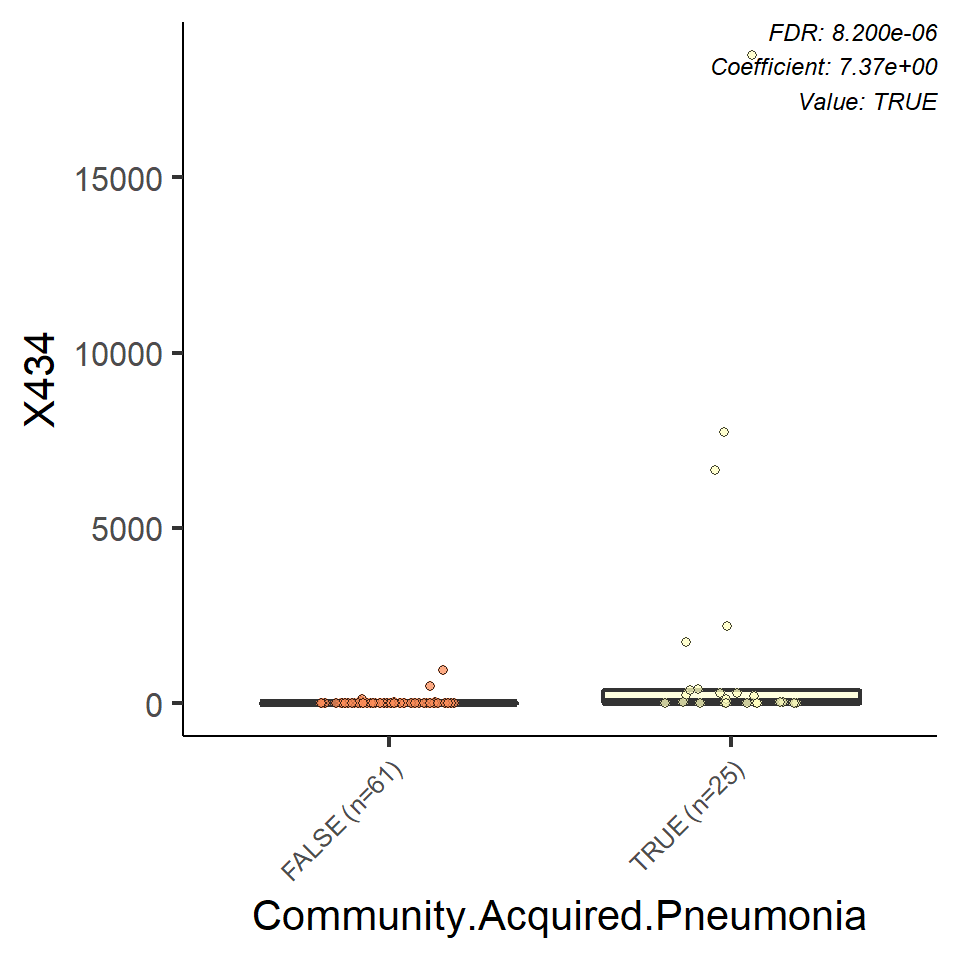 FDR: 8.200e-06
Coefficient: 7.37e+00
Value: TRUE
15000
10000
5000
0
X434
FALSE (n=61)
TRUE (n=25)
Community.Acquired.Pneumonia